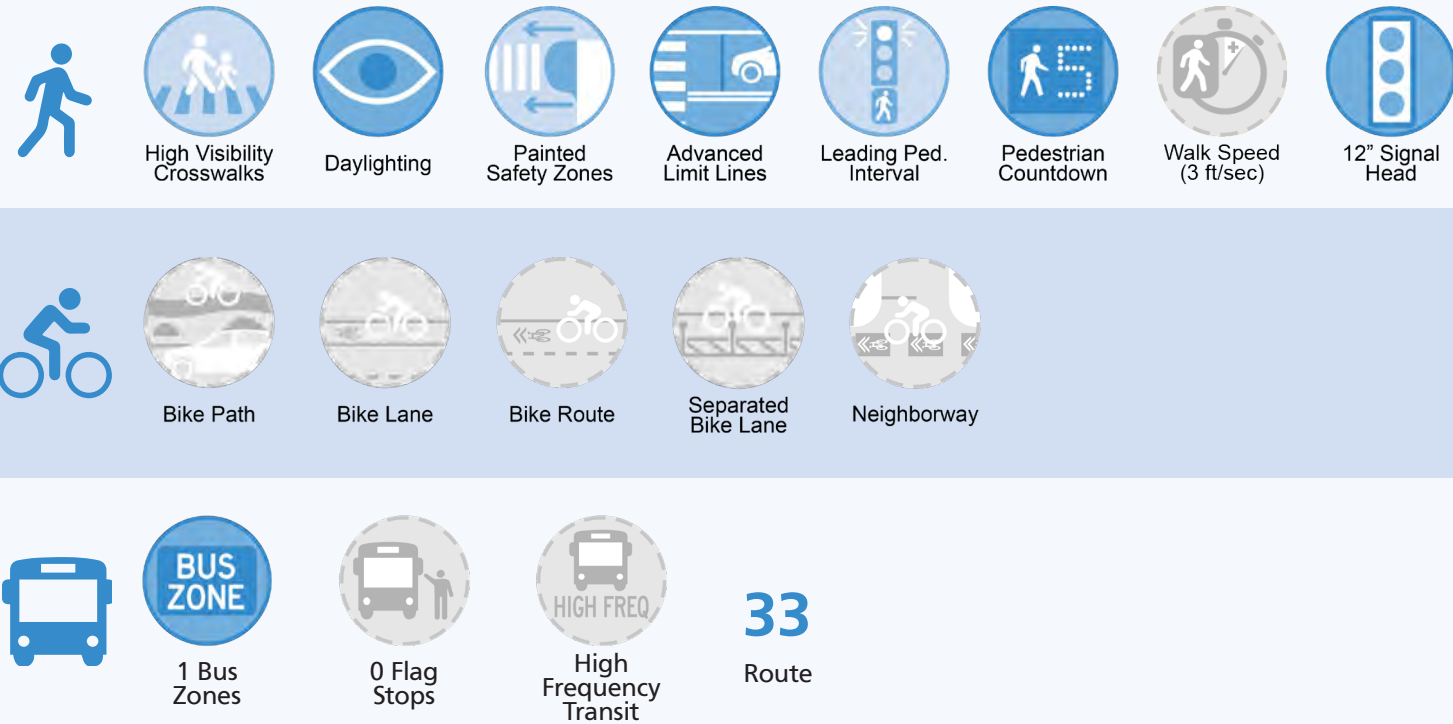 5
High Visibility
Crosswalks
Daylighting
Painted
Safety Zones
Advanced
Limit Lines
Leading Ped.
Interval
Pedestrian
Countdown
Walk Speed
(3 ft/sec)
12” Signal
Head
Bike Path
Bike Lane
Bike Route
Separated
Bike Lane
Neighborway
BUS
ZONE
1 Bus
Zones
0 Flag
Stops
HIGH FREQ
High
Frequency
Transit
33
Route